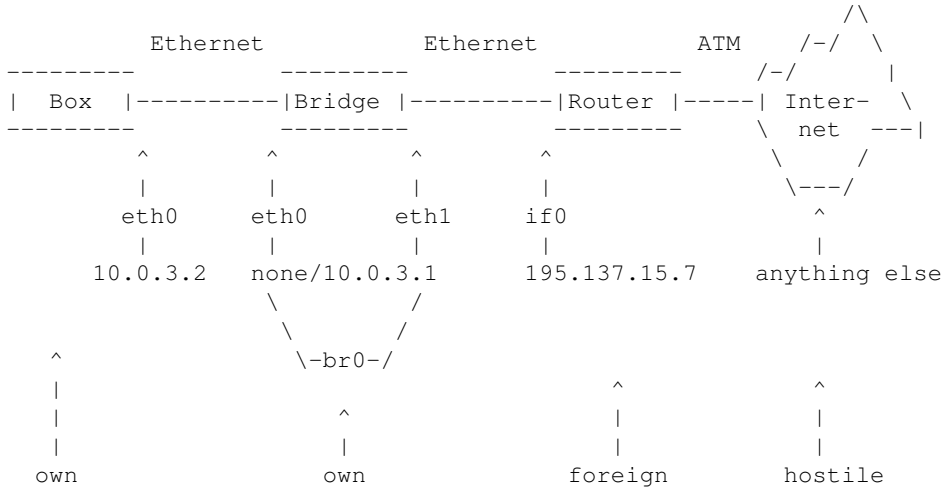 Ethernet Ethernet ATM
Box Bridge Router Inter-
net
eth0 eth0 eth1 if0
10.0.3.2 none/10.0.3.1 195.137.15.7 anything else
\-br0-/
own own foreign hostile